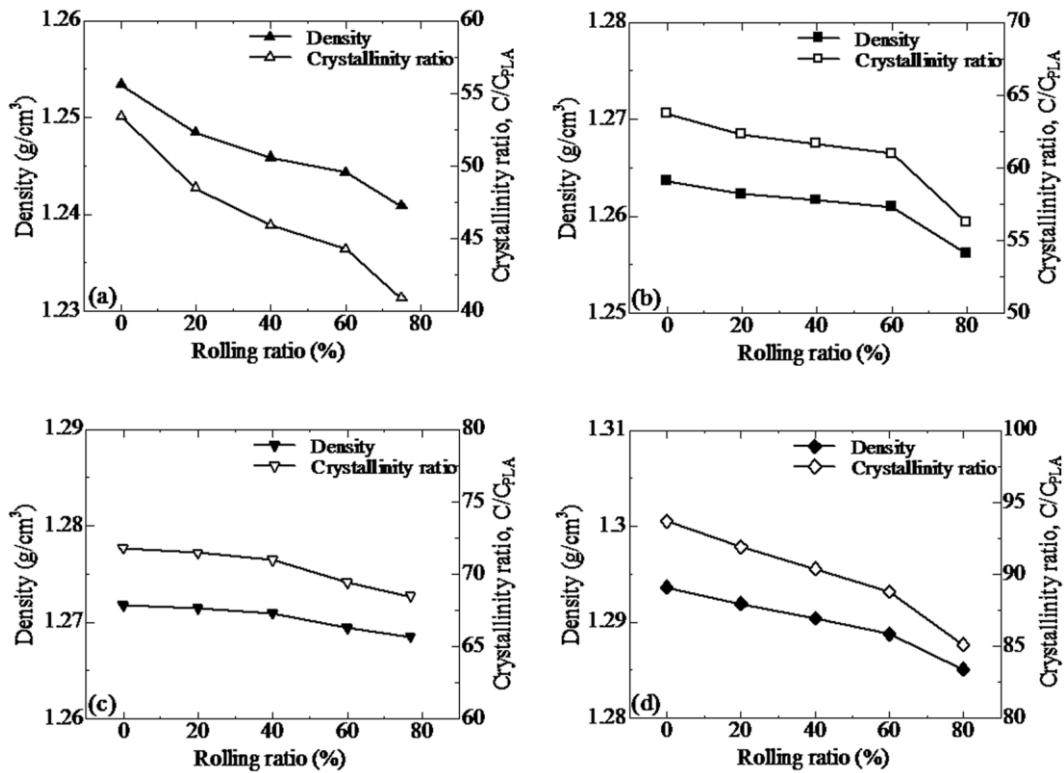 1.26
1.25
1.24
1.23
Density (g/cm³)
60
55
50
45
40
Crystallinity ratio, C/C_PLA
Density
Crystallinity ratio
(a)
0 20 40 60 80
Rolling ratio (%)
1.28
1.27
1.26
1.25
Density (g/cm³)
70
65
60
55
50
Crystallinity ratio, C/C_PLA
Density
Crystallinity ratio
(b)
0 20 40 60 80
Rolling ratio (%)
1.29
1.28
1.27
1.26
Density (g/cm³)
80
75
70
65
60
Crystallinity ratio, C/C_PLA
Density
Crystallinity ratio
(c)
0 20 40 60 80
Rolling ratio (%)
1.31
1.3
1.29
1.28
Density (g/cm³)
100
95
90
85
80
Crystallinity ratio, C/C_PLA
Density
Crystallinity ratio
(d)
0 20 40 60 80
Rolling ratio (%)